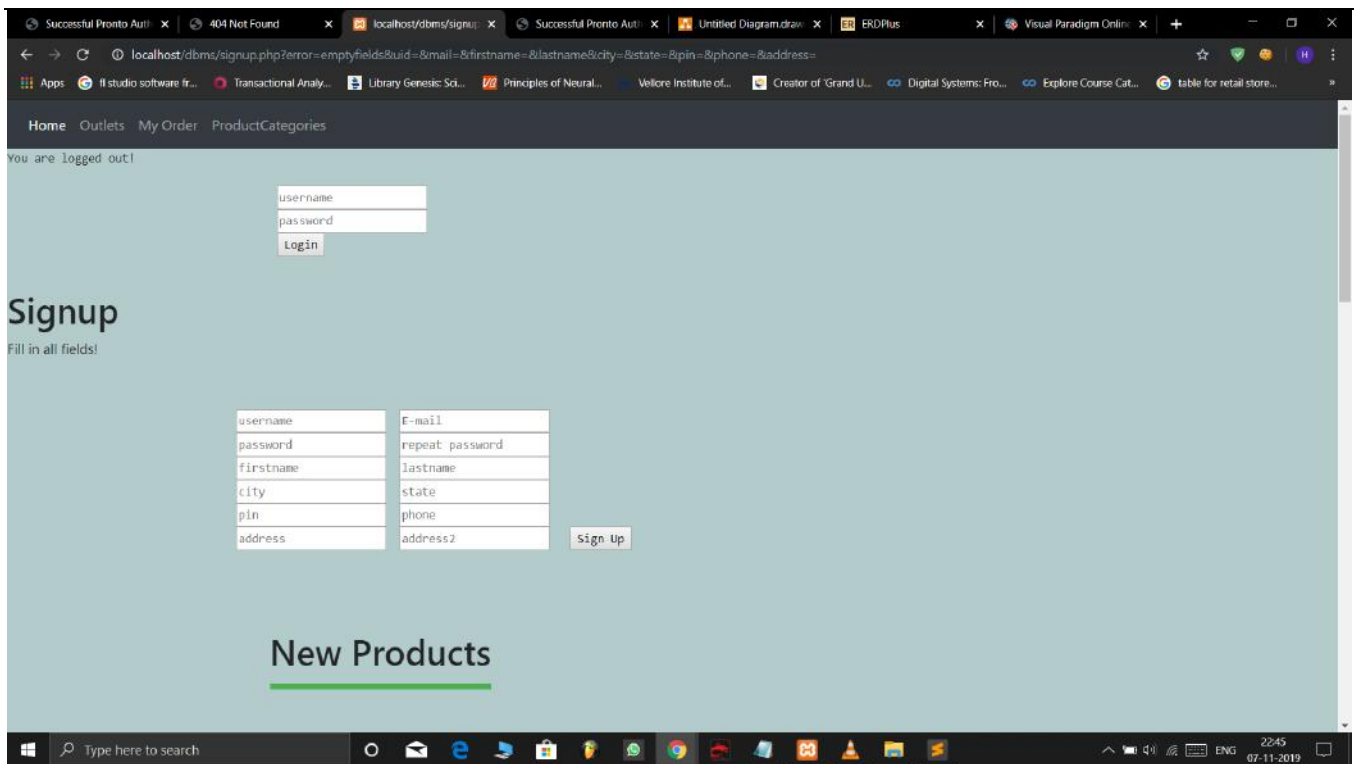 Successful Pronto Auth 404 Not Found localhost/dbms/signup Successful Pronto Auth Untitled Diagram.draw ER ERDPlus Visual Paradigm Online
localhost/dbms/signup.php?error=emptyfields&uid=&mail=&firstname=&lastname&city=&state=&pin=&phone=&address= H
Apps fl studio software fr... Transactional Analy... Library Genesis: Sci... Principles of Neural... Vellore Institute of... Creator of 'Grand U... Digital Systems: Fro... Explore Course Cat... table for retail store...
Home Outlets My Order ProductCategories
You are logged out!
username
password
Login
Signup
Fill in all fields!
username E-mail
password repeat password
firstname lastname
city state
pin phone
address address2 Sign Up
New Products
Type here to search ENG 22:45
07-11-2019